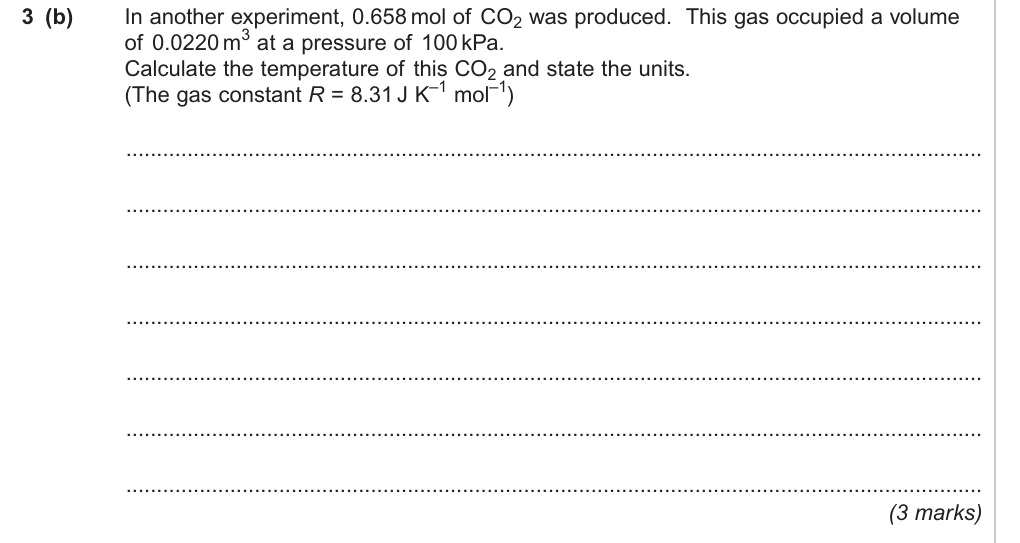 3 (b) In another experiment, 0.658 mol of CO₂ was produced. This gas occupied a volume
of 0.0220 m³ at a pressure of 100 kPa.
Calculate the temperature of this CO₂ and state the units.
(The gas constant R = 8.31 J K⁻¹ mol⁻¹)
(3 marks)